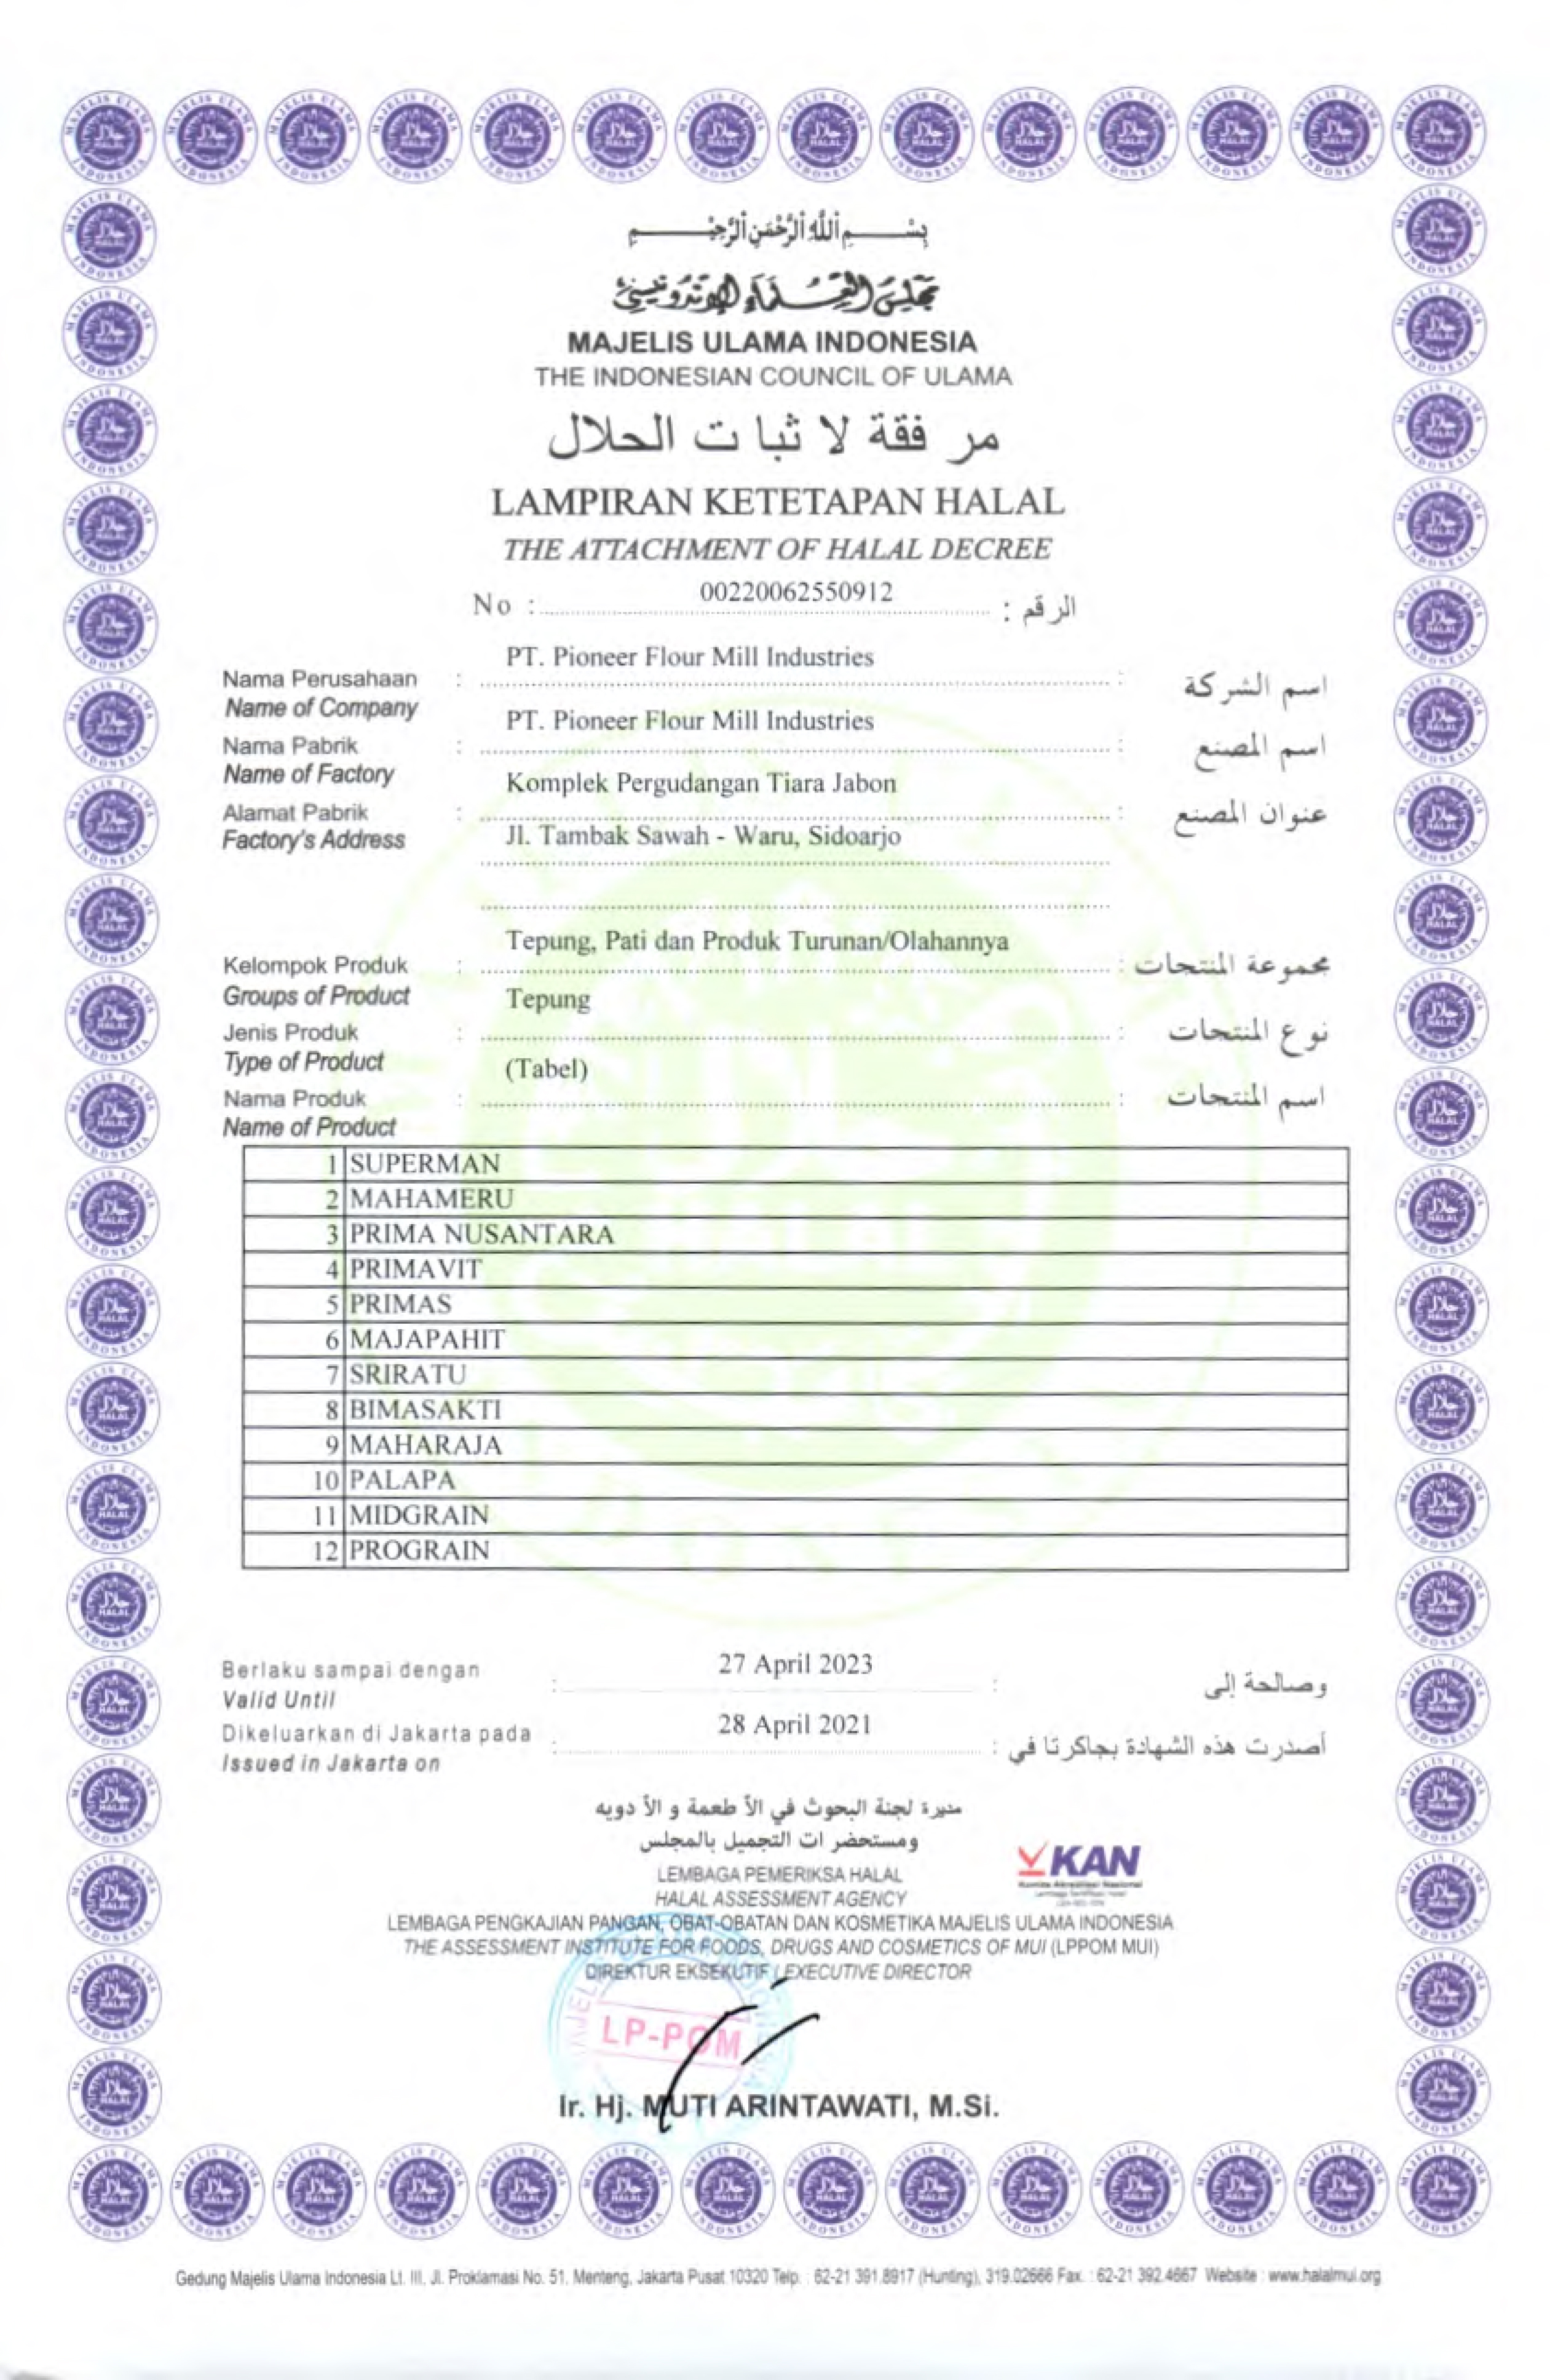 بِسْمِ اللَّهِ الرَّحْمَنِ الرَّحِيْمِ
مَجْلِسُ الْعُلَمَاءِ الْإِنْدُونِيْسِيّ
MAJELIS ULAMA INDONESIA
THE INDONESIAN COUNCIL OF ULAMA
مر فقة لا ثبا ت الحلال
LAMPIRAN KETETAPAN HALAL
THE ATTACHMENT OF HALAL DECREE
No : 00220062550912 : الرقم
Nama Perusahaan : PT. Pioneer Flour Mill Industries : اسم الشركة
Name of Company
Nama Pabrik : PT. Pioneer Flour Mill Industries : اسم المصنع
Name of Factory
Alamat Pabrik : Komplek Pergudangan Tiara Jabon : عنوان المصنع
Factory's Address Jl. Tambak Sawah - Waru, Sidoarjo
Kelompok Produk : Tepung, Pati dan Produk Turunan/Olahannya : مجموعة المنتجات
Groups of Product
Jenis Produk : Tepung : نوع المنتجات
Type of Product
Nama Produk : (Tabel) : اسم المنتجات
Name of Product
1 SUPERMAN
2 MAHAMERU
3 PRIMA NUSANTARA
4 PRIMAVIT
5 PRIMAS
6 MAJAPAHIT
7 SRIRATU
8 BIMASAKTI
9 MAHARAJA
10 PALAPA
11 MIDGRAIN
12 PROGRAIN
Berlaku sampai dengan : 27 April 2023 : وصالحة إلى
Valid Until
Dikeluarkan di Jakarta pada : 28 April 2021 : أصدرت هذه الشهادة بجاكرتا في
Issued in Jakarta on
مديرة لجنة البحوث في الأ طعمة و الأ دويه
ومستحضر ات التجميل بالمجلس
KAN
Komite Akreditasi Nasional
LEMBAGA PEMERIKSA HALAL
HALAL ASSESSMENT AGENCY
LEMBAGA PENGKAJIAN PANGAN, OBAT-OBATAN DAN KOSMETIKA MAJELIS ULAMA INDONESIA
THE ASSESSMENT INSTITUTE FOR FOODS, DRUGS AND COSMETICS OF MUI (LPPOM MUI)
DIREKTUR EKSEKUTIF / EXECUTIVE DIRECTOR
LP-POM
Ir. Hj. MUTI ARINTAWATI, M.Si.
Gedung Majelis Ulama Indonesia Lt. III, Jl. Proklamasi No. 51, Menteng, Jakarta Pusat 10320 Telp. : 62-21 391.8917 (Hunting), 319.02666 Fax. : 62-21 392.4667 Website : www.halalmui.org